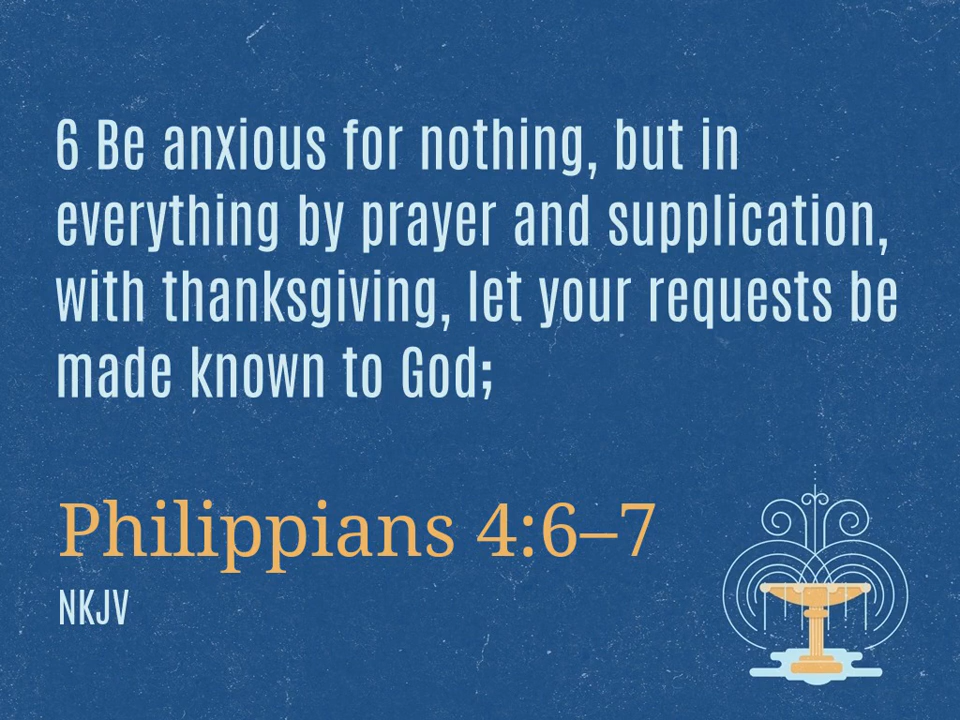 6 Be anxious for nothing, but in
everything by prayer and supplication,
with thanksgiving, let your requests be
made known to God;
Philippians 4:6–7
NKJV